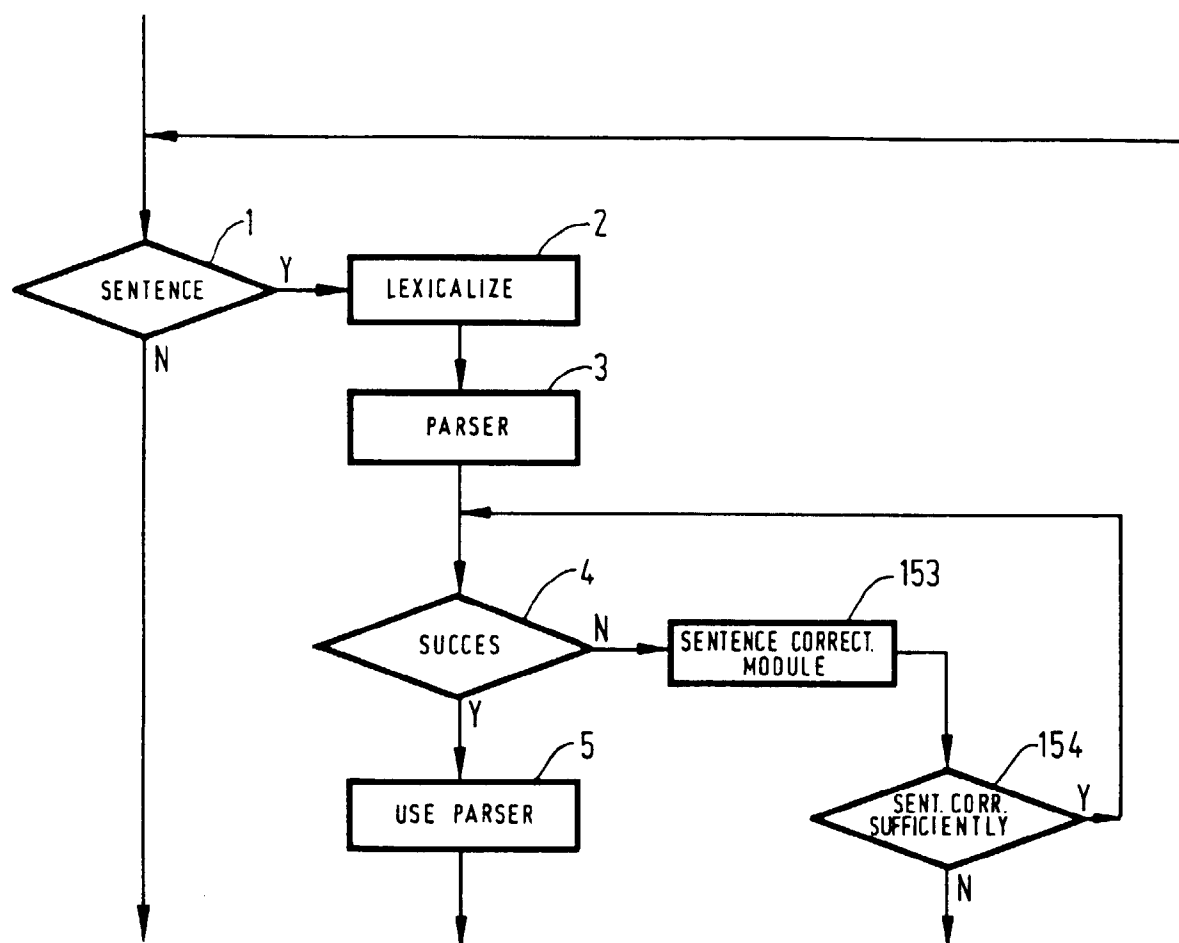 1
SENTENCE
Y
N
2
LEXICALIZE
3
PARSER
4
SUCCES
N
Y
153
SENTENCE CORRECT.
MODULE
5
USE PARSER
154
SENT. CORR.
SUFFICIENTLY
Y
N